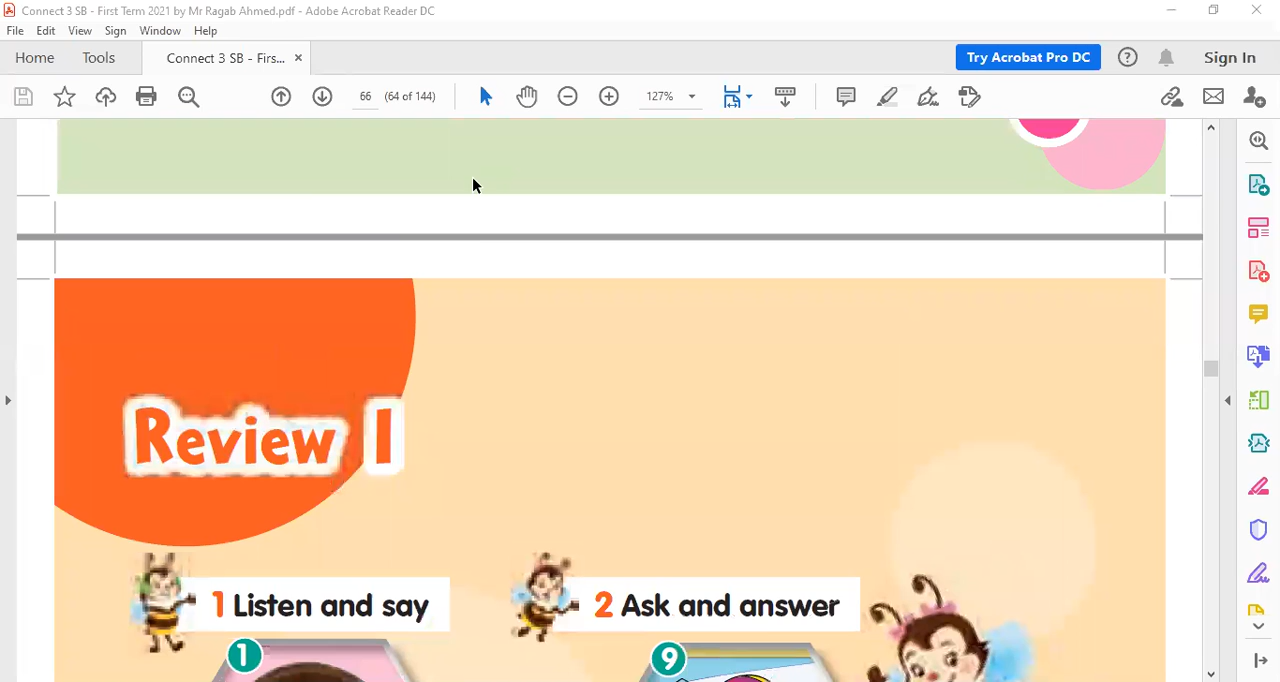 Connect 3 SB - First Term 2021 by Mr Ragab Ahmed.pdf - Adobe Acrobat Reader DC
File Edit View Sign Window Help
Home Tools Connect 3 SB - Firs... × Try Acrobat Pro DC Sign In
66 (64 of 144) 127%
Review 1
1 Listen and say 2 Ask and answer
1 9